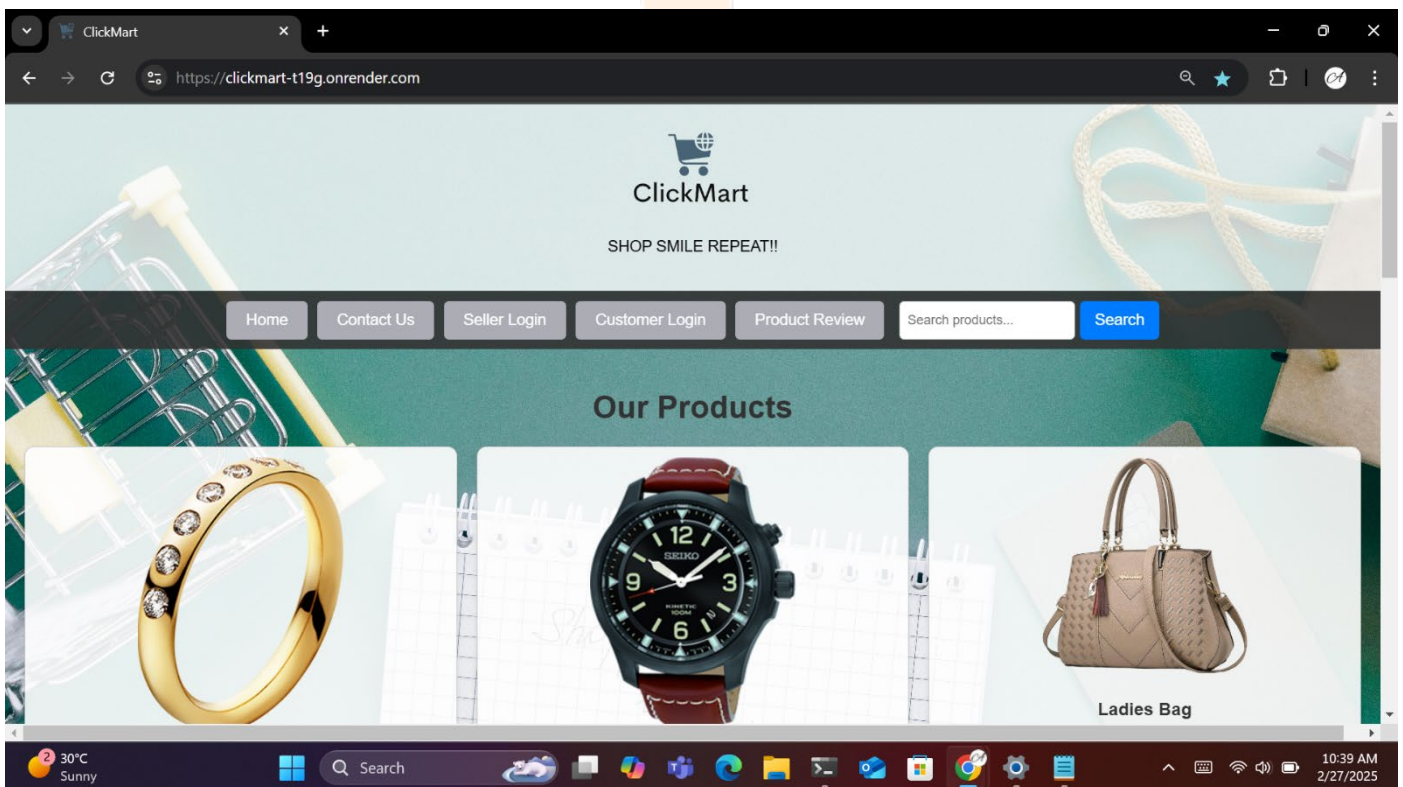 ClickMart
https://clickmart-t19g.onrender.com
ClickMart
SHOP SMILE REPEAT!!
Home Contact Us Seller Login Customer Login Product Review Search products... Search
Our Products
12
SEIKO
9 3
KINETIC
100M
6
Ladies Bag
2
30°C
Sunny
Search
10:39 AM
2/27/2025